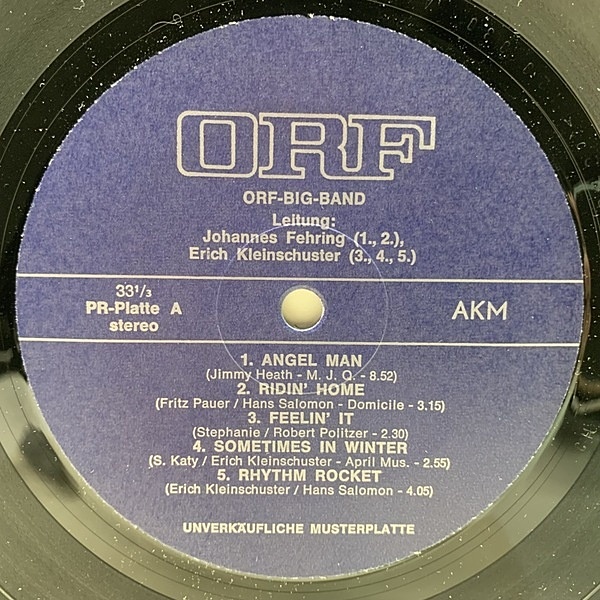 ORF
ORF-BIG-BAND
Leitung:
Johannes Fehring (1., 2.),
Erich Kleinschuster (3., 4., 5.)
33¹/₃
PR-Platte A
stereo
AKM
1. ANGEL MAN
(Jimmy Heath - M. J. Q. - 8.52)
2. RIDIN' HOME
(Fritz Pauer / Hans Salomon - Domicile - 3.15)
3. FEELIN' IT
(Stephanie / Robert Politzer - 2.30)
4. SOMETIMES IN WINTER
(S. Katy / Erich Kleinschuster - April Mus. - 2.55)
5. RHYTHM ROCKET
(Erich Kleinschuster / Hans Salomon - 4.05)
UNVERKÄUFLICHE MUSTERPLATTE